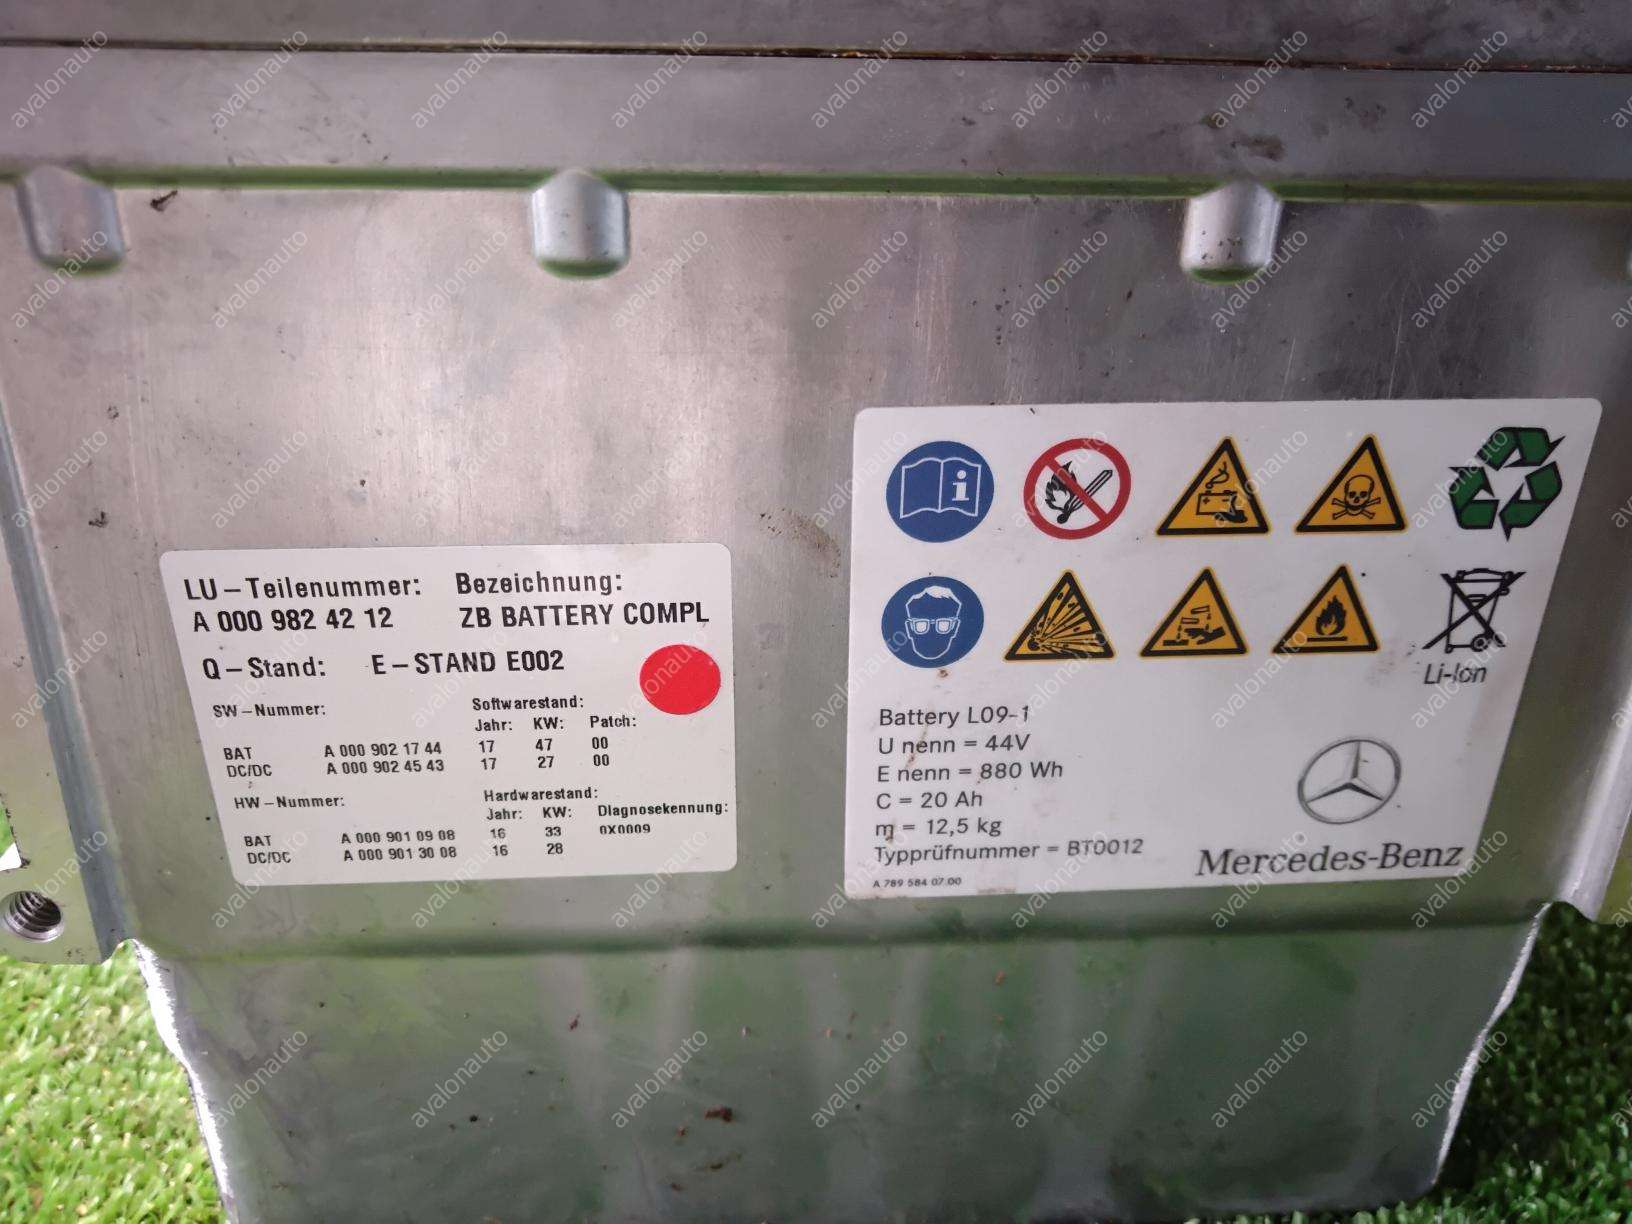 LU-Teilenummer: Bezeichnung:
A 000 982 42 12 ZB BATTERY COMPL
Q-Stand: E-STAND E002
SW-Nummer: Softwarestand:
Jahr: KW: Patch:
BAT A 000 902 17 44 17 47 00
DC/DC A 000 902 45 43 17 27 00
HW-Nummer: Hardwarestand:
Jahr: KW: Diagnosekennung:
BAT A 000 901 09 08 16 33 0X0009
DC/DC A 000 901 30 08 16 28
i
Li-Ion
Battery L09-1
U nenn = 44V
E nenn = 880 Wh
C = 20 Ah
m = 12,5 kg
Typprüfnummer = BT0012
Mercedes-Benz
A 789 584 07 00
avalonauto